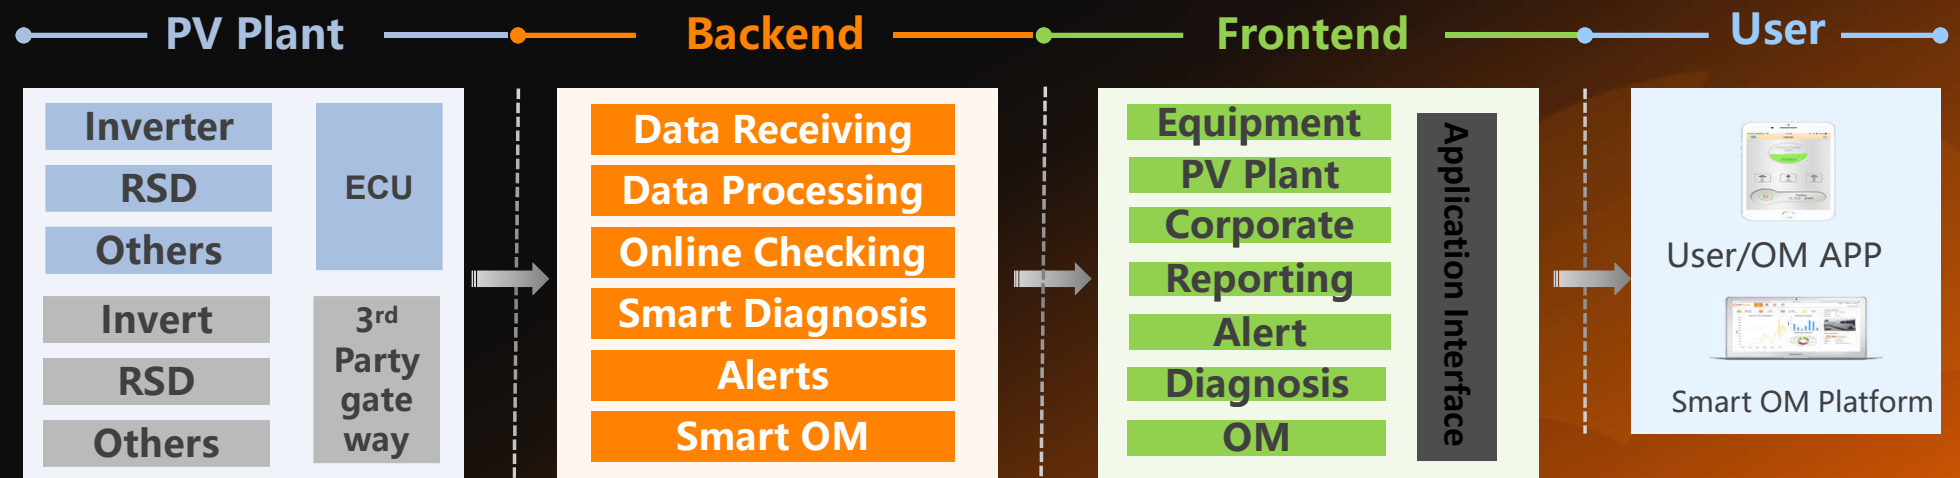 PV Plant
Backend
Frontend
User
Inverter
RSD
Others
ECU
Invert
RSD
Others
3rd
Party
gate
way
Data Receiving
Data Processing
Online Checking
Smart Diagnosis
Alerts
Smart OM
Equipment
PV Plant
Corporate
Reporting
Alert
Diagnosis
OM
Application Interface
User/OM APP
Smart OM Platform